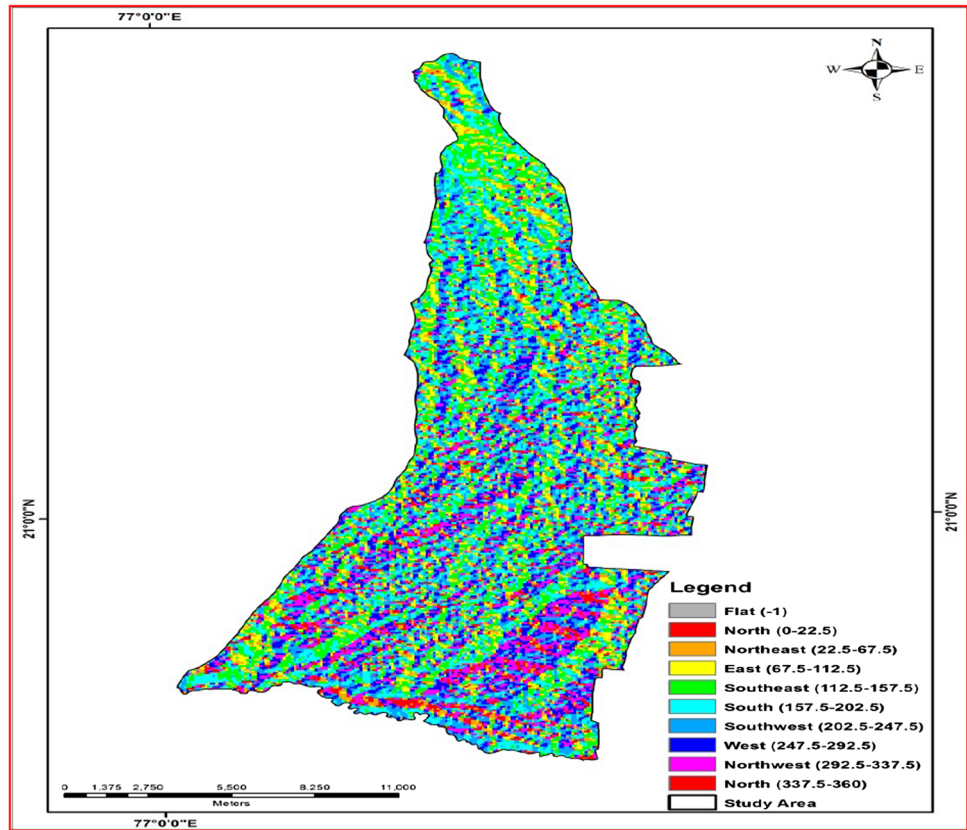 77°0'0"E
N
W E
S
21°0'0"N
21°0'0"N
Legend
Flat (-1)
North (0-22.5)
Northeast (22.5-67.5)
East (67.5-112.5)
Southeast (112.5-157.5)
South (157.5-202.5)
Southwest (202.5-247.5)
West (247.5-292.5)
Northwest (292.5-337.5)
North (337.5-360)
Study Area
0 1,375 2,750 5,500 8,250 11,000
Meters
77°0'0"E